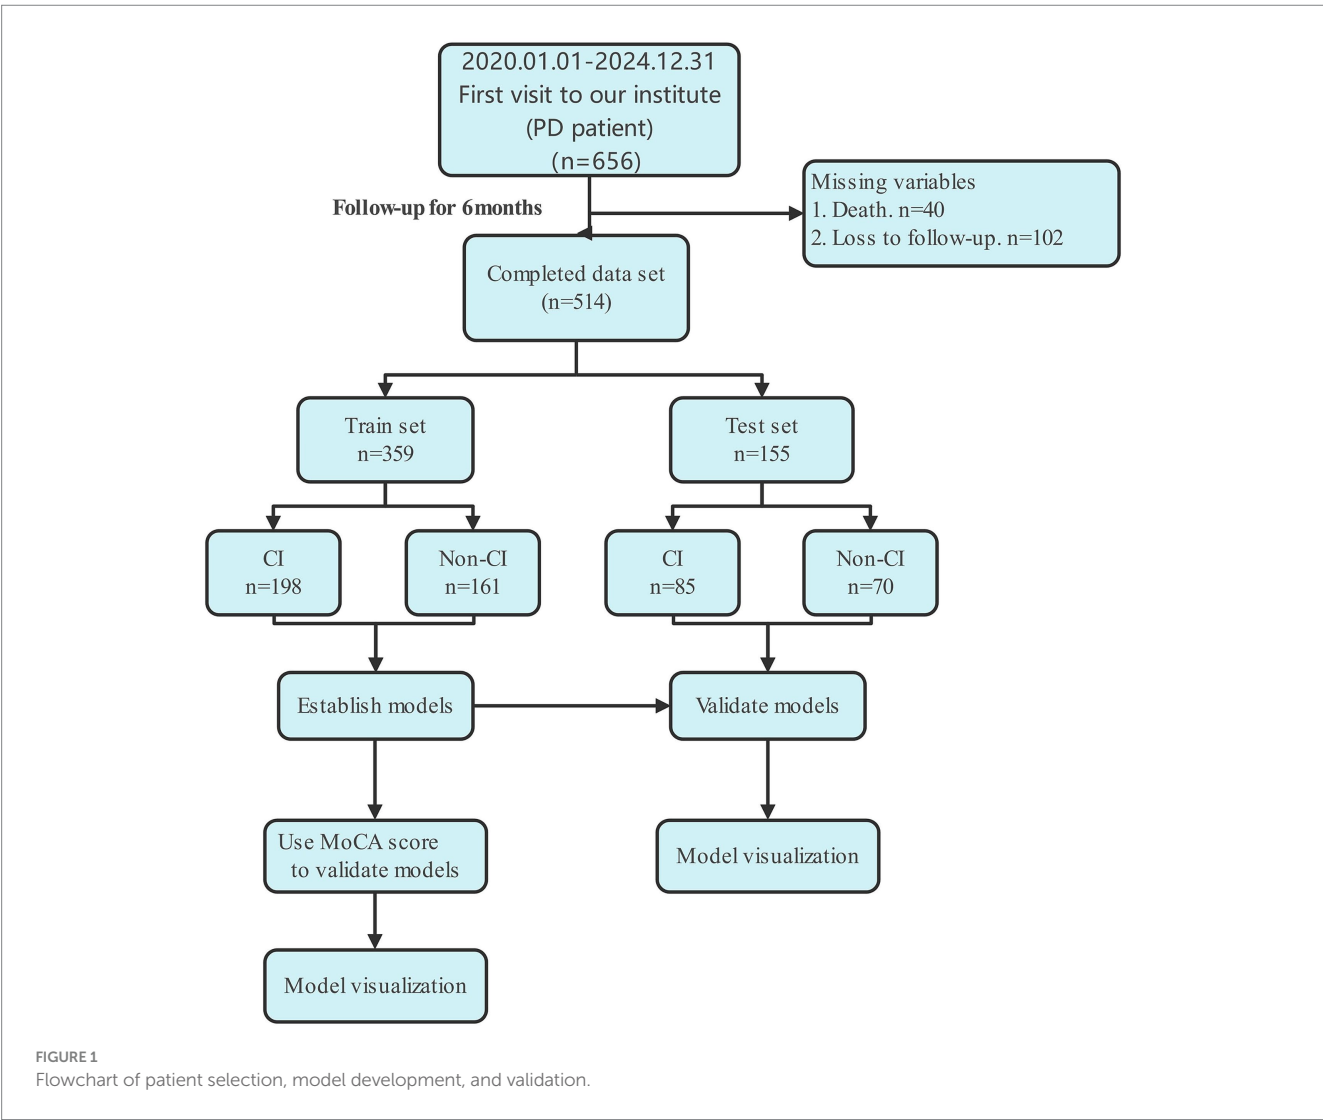 2020.01.01-2024.12.31
First visit to our institute
(PD patient)
(n=656)
Follow-up for 6months
Missing variables
1. Death. n=40
2. Loss to follow-up. n=102
Completed data set
(n=514)
Train set
n=359
Test set
n=155
CI
n=198
Non-CI
n=161
CI
n=85
Non-CI
n=70
Establish models
Validate models
Use MoCA score
to validate models
Model visualization
Model visualization
FIGURE 1
Flowchart of patient selection, model development, and validation.